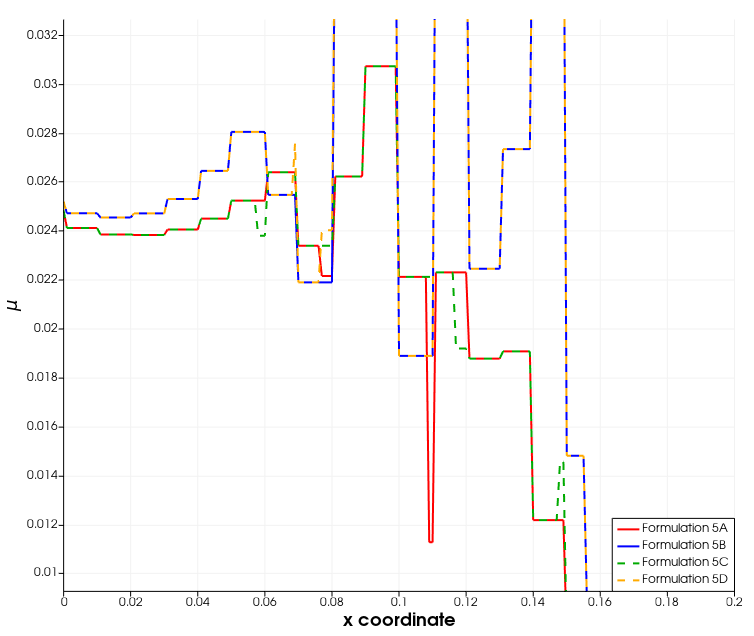 0.032
0.03
0.028
0.026
0.024
0.022
0.02
0.018
0.016
0.014
0.012
0.01
μ
0 0.02 0.04 0.06 0.08 0.1 0.12 0.14 0.16 0.18 0.2
x coordinate
Formulation 5A
Formulation 5B
Formulation 5C
Formulation 5D